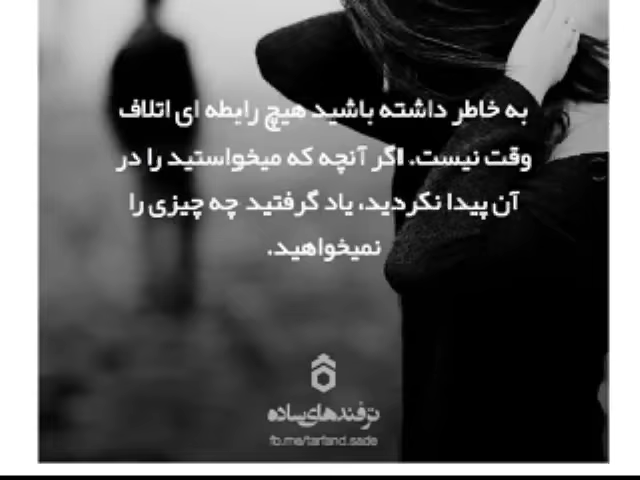 به خاطر داشته باشید هیچ رابطه ای اتلاف
وقت نیست. اگر آنچه که میخواستید را در
آن پیدا نکردید، یاد گرفتید چه چیزی را
نمیخواهید.
ترفندهای ساده
fb.me/tarfand.sade